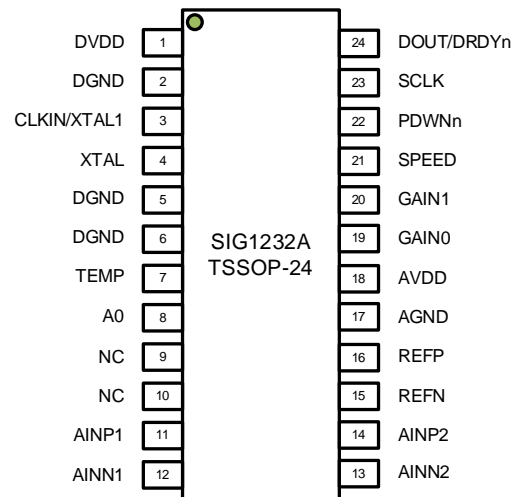 DVDD 1
DGND 2
CLKIN/XTAL1 3
XTAL 4
DGND 5
DGND 6
TEMP 7
A0 8
NC 9
NC 10
AINP1 11
AINN1 12
SIG1232A
TSSOP-24
24 DOUT/DRDYn
23 SCLK
22 PDWNn
21 SPEED
20 GAIN1
19 GAIN0
18 AVDD
17 AGND
16 REFP
15 REFN
14 AINP2
13 AINN2